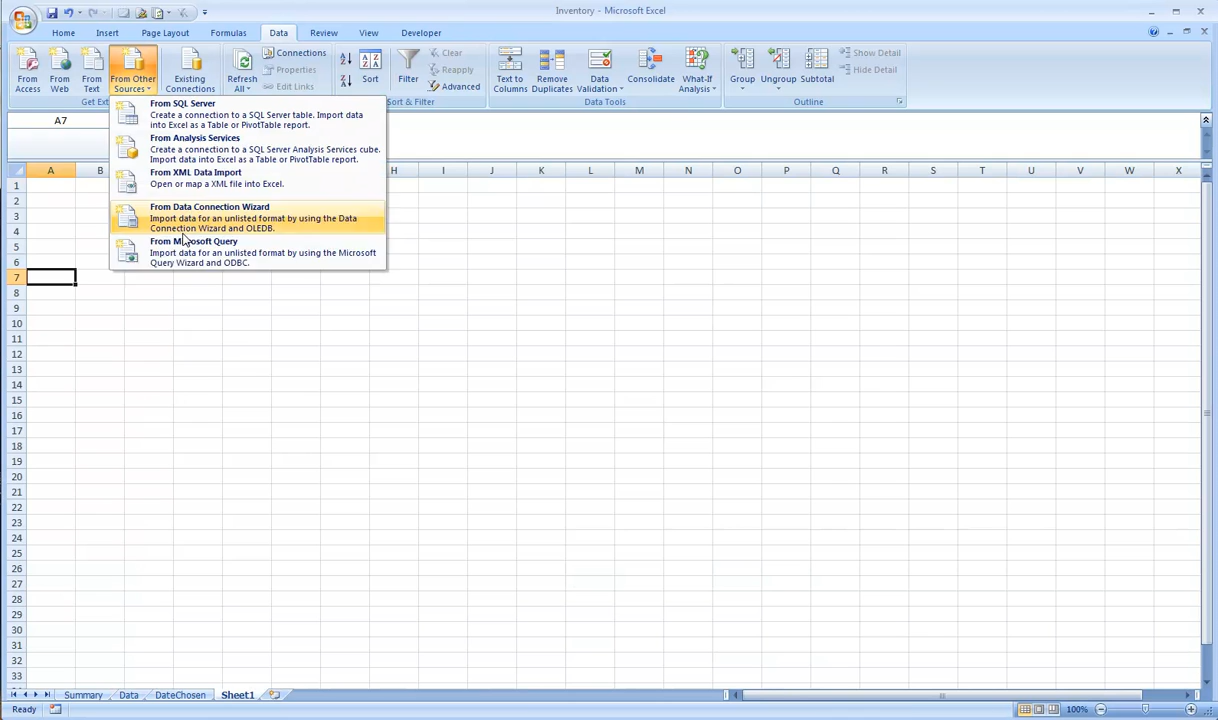 Inventory - Microsoft Excel
Home Insert Page Layout Formulas Data Review View Developer
From Access
From Web
From Text
From Other Sources
Existing Connections
Refresh All
Connections
Properties
Edit Links
Sort
Filter
Clear
Reapply
Advanced
Text to Columns
Remove Duplicates
Data Validation
Consolidate
What-If Analysis
Group
Ungroup
Subtotal
Show Detail
Hide Detail
Get Ext
Sort & Filter
Data Tools
Outline
A7
From SQL Server
Create a connection to a SQL Server table. Import data
into Excel as a Table or PivotTable report.
From Analysis Services
Create a connection to a SQL Server Analysis Services cube.
Import data into Excel as a Table or PivotTable report.
From XML Data Import
Open or map a XML file into Excel.
From Data Connection Wizard
Import data for an unlisted format by using the Data
Connection Wizard and OLEDB.
From Microsoft Query
Import data for an unlisted format by using the Microsoft
Query Wizard and ODBC.
A B H I J K L M N O P Q R S T U V W X
1
2
3
4
5
6
7
8
9
10
11
12
13
14
15
16
17
18
19
20
21
22
23
24
25
26
27
28
29
30
31
32
33
Summary Data DateChosen Sheet1
Ready
100%